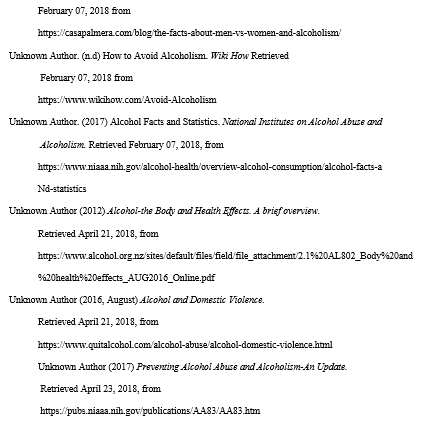 February 07, 2018 from
https://casapalmera.com/blog/the-facts-about-men-vs-women-and-alcoholism/
Unknown Author. (n.d) How to Avoid Alcoholism. Wiki How Retrieved
February 07, 2018 from
https://www.wikihow.com/Avoid-Alcoholism
Unknown Author. (2017) Alcohol Facts and Statistics. National Institutes on Alcohol Abuse and
Alcoholism. Retrieved February 07, 2018, from
https://www.niaaa.nih.gov/alcohol-health/overview-alcohol-consumption/alcohol-facts-a
Nd-statistics
Unknown Author (2012) Alcohol-the Body and Health Effects. A brief overview.
Retrieved April 21, 2018, from
https://www.alcohol.org.nz/sites/default/files/field/file_attachment/2.1%20AL802_Body%20and
%20health%20effects_AUG2016_Online.pdf
Unknown Author (2016, August) Alcohol and Domestic Violence.
Retrieved April 21, 2018, from
https://www.quitalcohol.com/alcohol-abuse/alcohol-domestic-violence.html
Unknown Author (2017) Preventing Alcohol Abuse and Alcoholism-An Update.
Retrieved April 23, 2018, from
https://pubs.niaaa.nih.gov/publications/AA83/AA83.htm